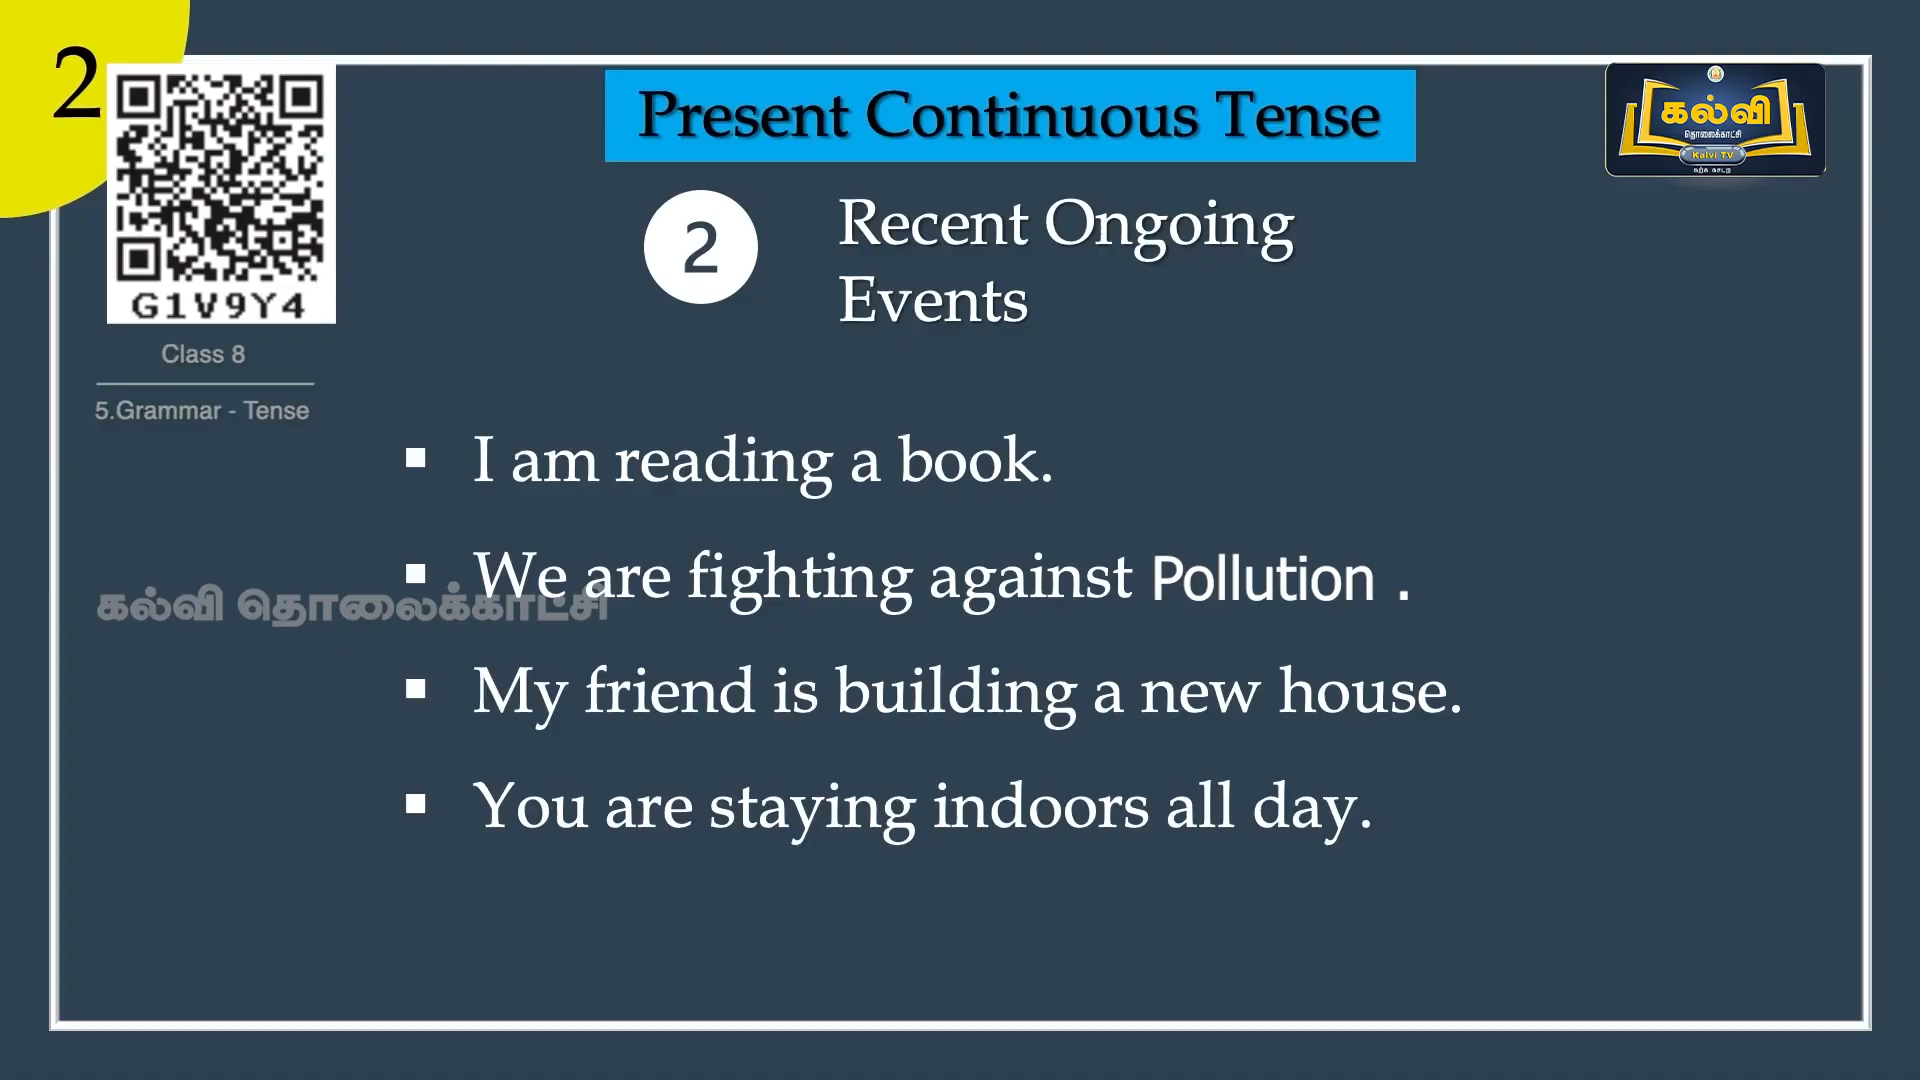 2
Present Continuous Tense
கல்வி
தொலைக்காட்சி
Kalvi TV
கற்க கசடற
2 Recent Ongoing
Events
G1V9Y4
Class 8
5.Grammar - Tense
▪ I am reading a book.
▪ We are fighting against Pollution .
கல்வி தொலைக்காட்சி
▪ My friend is building a new house.
▪ You are staying indoors all day.